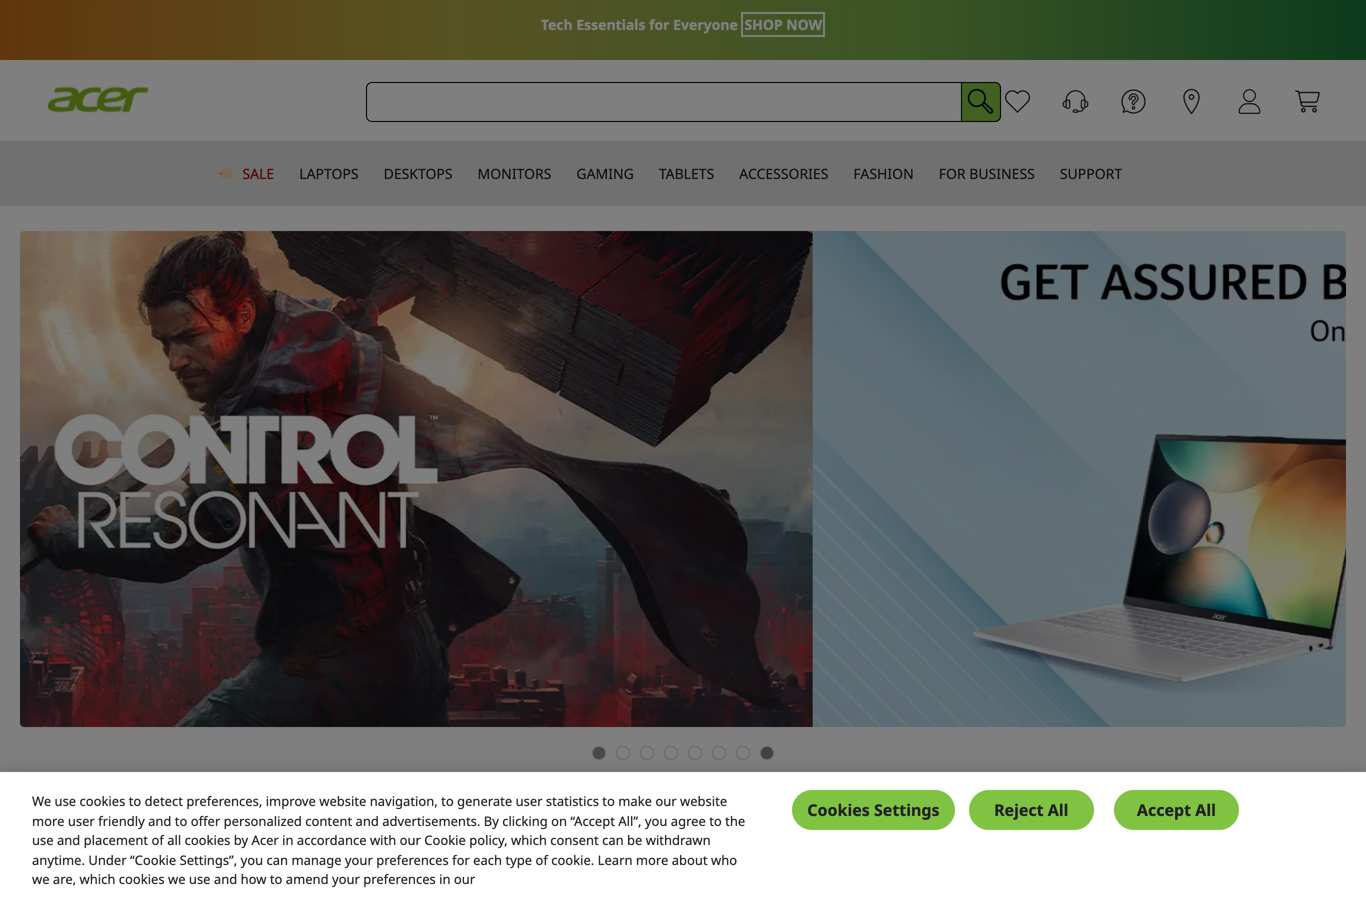 Tech Essentials for Everyone SHOP NOW
acer
SALE LAPTOPS DESKTOPS MONITORS GAMING TABLETS ACCESSORIES FASHION FOR BUSINESS SUPPORT
CONTROL™
RESONANT
GET ASSURED B
On
acer
We use cookies to detect preferences, improve website navigation, to generate user statistics to make our website
more user friendly and to offer personalized content and advertisements. By clicking on “Accept All”, you agree to the
use and placement of all cookies by Acer in accordance with our Cookie policy, which consent can be withdrawn
anytime. Under “Cookie Settings”, you can manage your preferences for each type of cookie. Learn more about who
we are, which cookies we use and how to amend your preferences in our
Cookies Settings Reject All Accept All